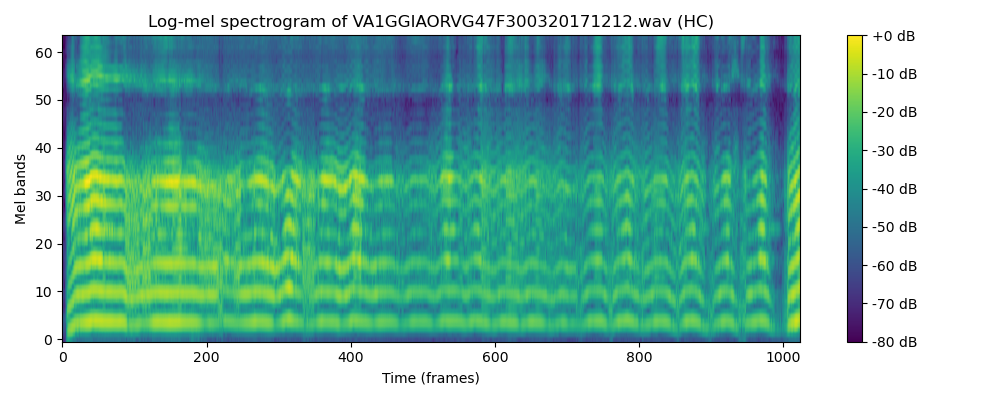 Log-mel spectrogram of VA1GGIAORVG47F300320171212.wav (HC)
Mel bands
60
50
40
30
20
10
0
0
200
400
600
800
1000
Time (frames)
+0 dB
-10 dB
-20 dB
-30 dB
-40 dB
-50 dB
-60 dB
-70 dB
-80 dB